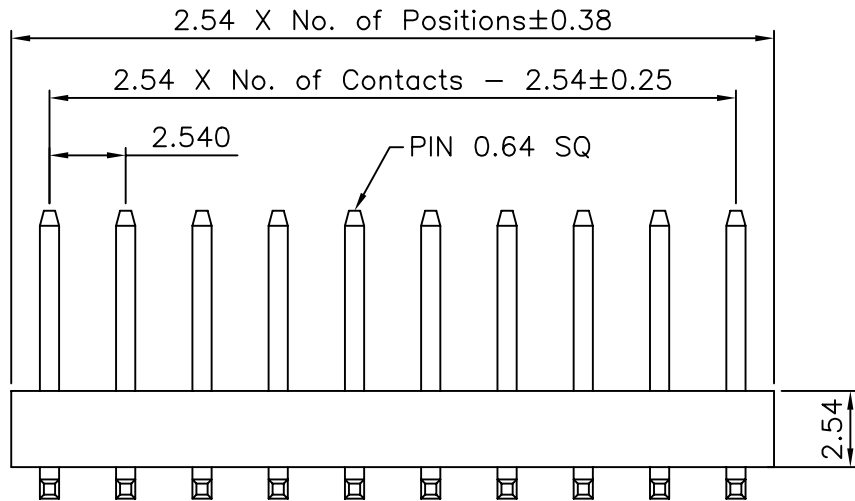 2.54 X No. of Positions±0.38
2.54 X No. of Contacts - 2.54±0.25
2.540
PIN 0.64 SQ
2.54